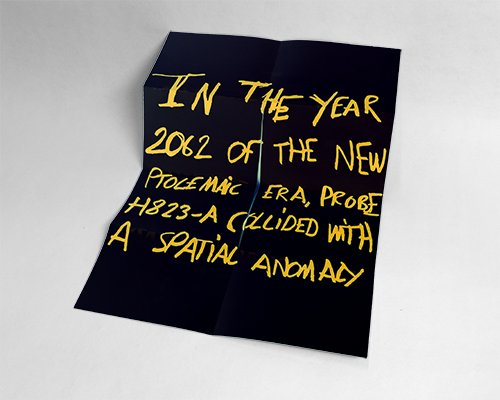 IN THE YEAR
2062 OF THE NEW
PTOLEMAIC ERA, PROBE
H823-A COLLIDED WITH
A SPATIAL ANOMALY